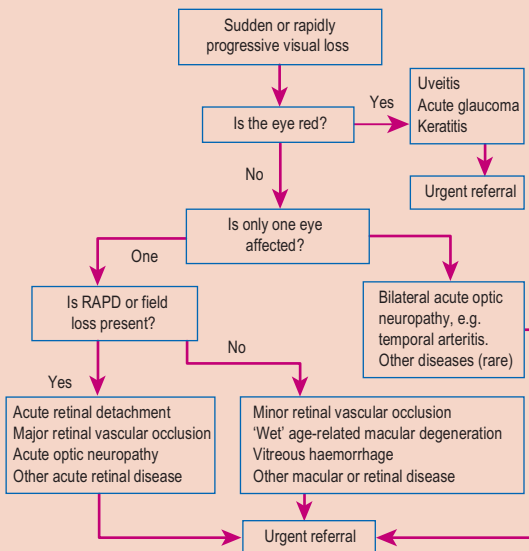 Sudden or rapidly
progressive visual loss
Is the eye red?
Yes
Uveitis
Acute glaucoma
Keratitis
No
Urgent referral
Is only one eye
affected?
One
Is RAPD or field
loss present?
Bilateral acute optic
neuropathy, e.g.
temporal arteritis.
Other diseases (rare)
No
Yes
Acute retinal detachment
Major retinal vascular occlusion
Acute optic neuropathy
Other acute retinal disease
Minor retinal vascular occlusion
‘Wet’ age-related macular degeneration
Vitreous haemorrhage
Other macular or retinal disease
Urgent referral